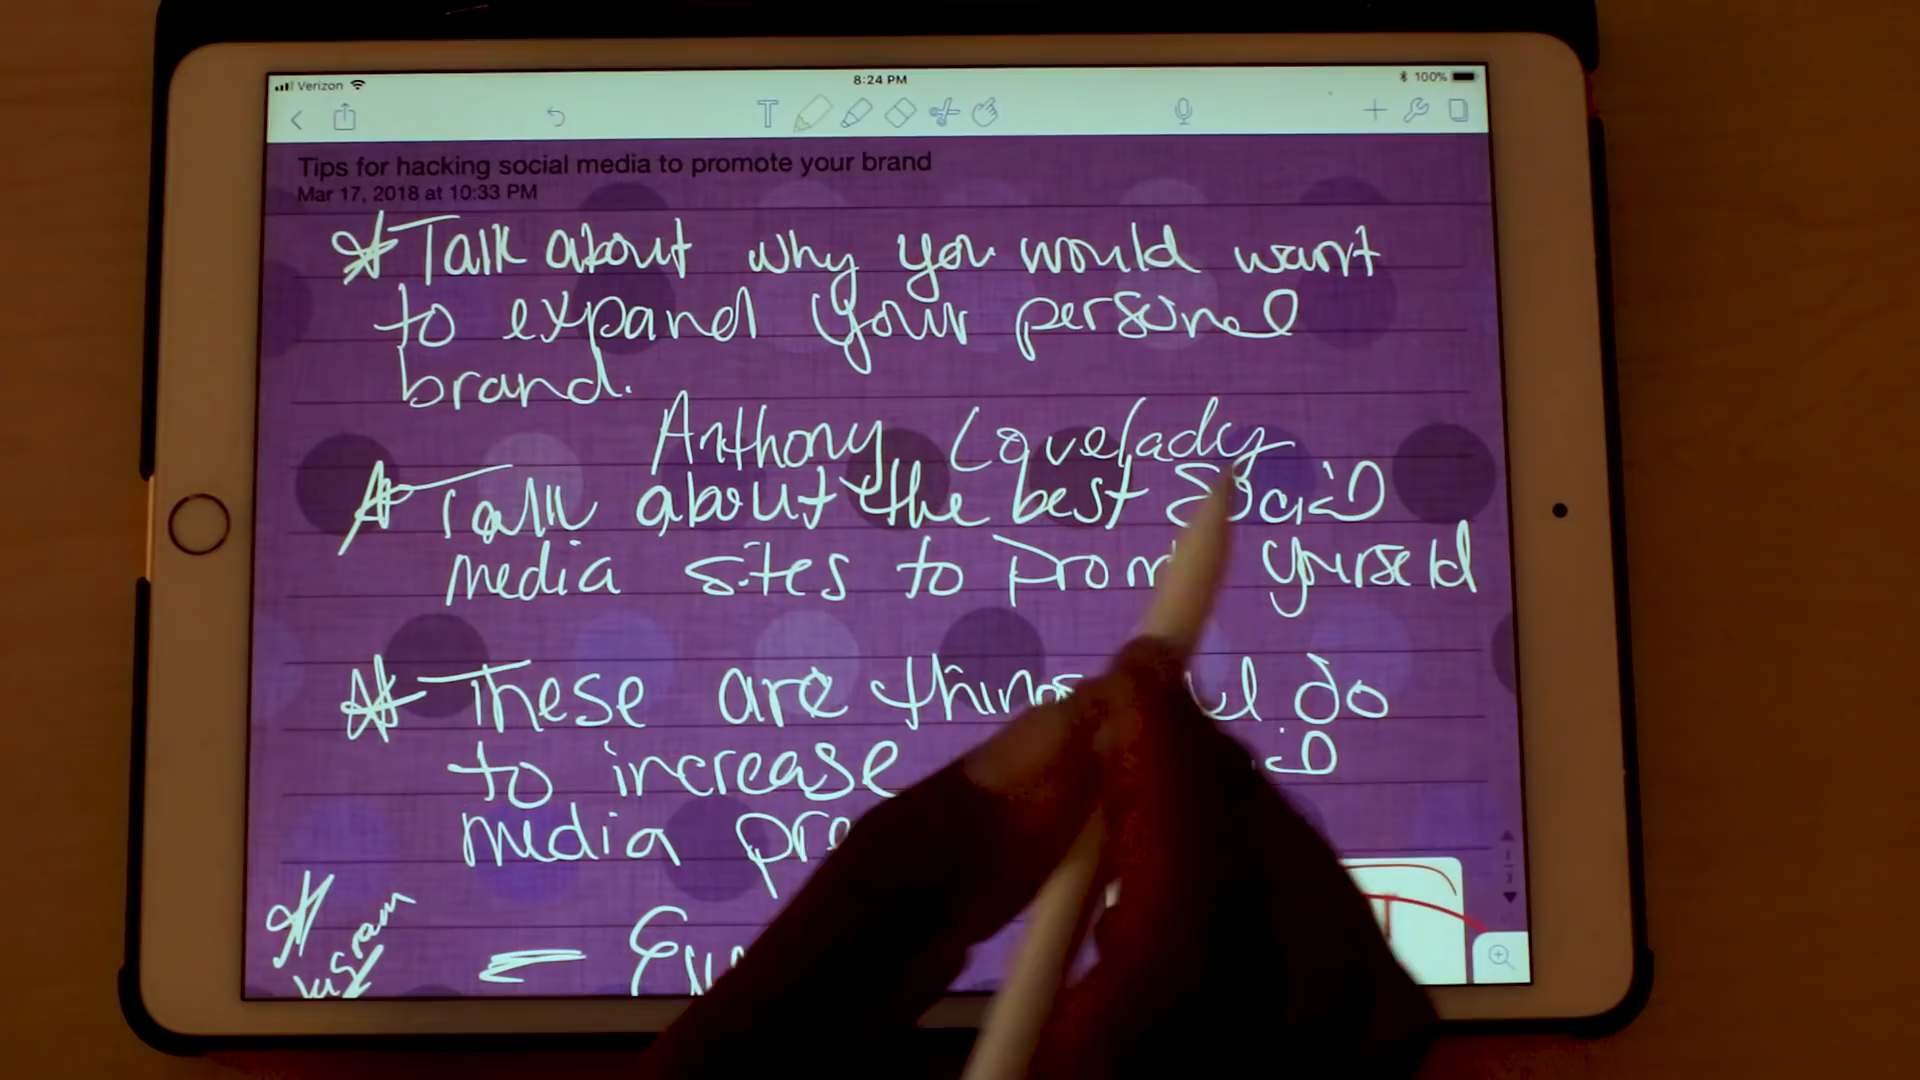 Verizon 8:24 PM 100%
T
Tips for hacking social media to promote your brand
Mar 17, 2018 at 10:33 PM
Talk about why you would want
to expand your personal
brand.
Anthony Lovelady
Talk about the best Social
media sites to yourself
These are do
to increase
media